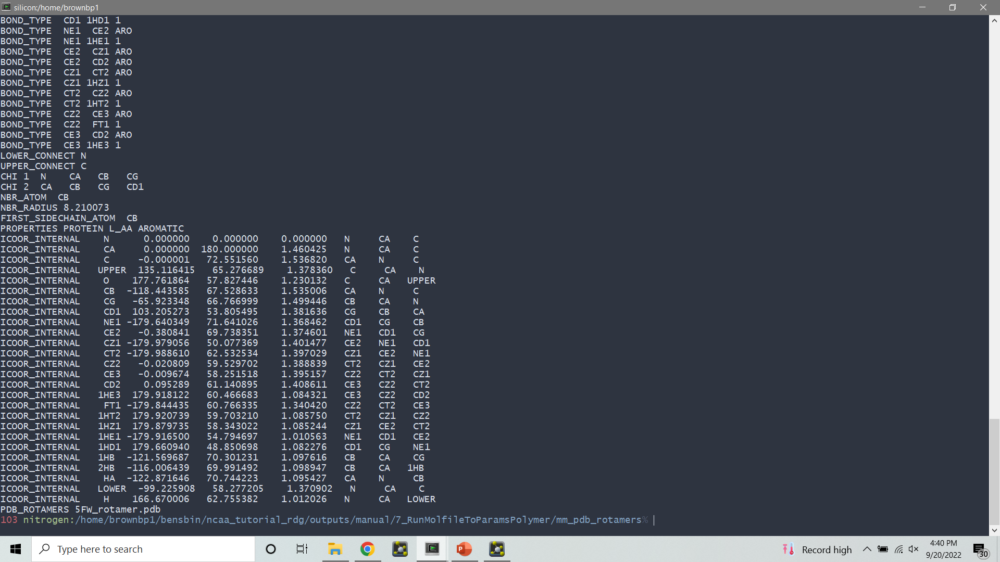 silicon:/home/brownbp1
BOND_TYPE  CD1 1HD1 1
BOND_TYPE  NE1  CE2 ARO
BOND_TYPE  NE1 1HE1 1
BOND_TYPE  CE2  CZ1 ARO
BOND_TYPE  CE2  CD2 ARO
BOND_TYPE  CZ1  CT2 ARO
BOND_TYPE  CZ1 1HZ1 1
BOND_TYPE  CT2  CZ2 ARO
BOND_TYPE  CT2 1HT2 1
BOND_TYPE  CZ2  CE3 ARO
BOND_TYPE  CZ2  FT1 1
BOND_TYPE  CE3  CD2 ARO
BOND_TYPE  CE3 1HE3 1
LOWER_CONNECT N
UPPER_CONNECT C
CHI 1  N    CA   CB   CG
CHI 2  CA   CB   CG   CD1
NBR_ATOM  CB
NBR_RADIUS 8.210073
FIRST_SIDECHAIN_ATOM  CB
PROPERTIES PROTEIN L_AA AROMATIC
ICOOR_INTERNAL    N      0.000000    0.000000    0.000000   N     CA    C
ICOOR_INTERNAL    CA     0.000000  180.000000    1.460425   N     CA    C
ICOOR_INTERNAL    C     -0.000001   72.551560    1.536820   CA    N     C
ICOOR_INTERNAL   UPPER  135.116415   65.276689    1.378360   C     CA    N
ICOOR_INTERNAL    O    177.761864   57.827446    1.230132   C     CA   UPPER
ICOOR_INTERNAL    CB  -118.443585   67.528633    1.535006   CA    N     C
ICOOR_INTERNAL    CG   -65.923348   66.766999    1.499446   CB    CA    N
ICOOR_INTERNAL    CD1  103.205273   53.805495    1.381636   CG    CB    CA
ICOOR_INTERNAL    NE1 -179.640349   71.641026    1.368462   CD1   CG    CB
ICOOR_INTERNAL    CE2   -0.380841   69.738351    1.374601   NE1   CD1   CG
ICOOR_INTERNAL    CZ1 -179.979056   50.077369    1.401477   CE2   NE1   CD1
ICOOR_INTERNAL    CT2 -179.988610   62.532534    1.397029   CZ1   CE2   NE1
ICOOR_INTERNAL    CZ2   -0.020809   59.529702    1.388839   CT2   CZ1   CE2
ICOOR_INTERNAL    CE3   -0.009674   58.251518    1.395157   CZ2   CT2   CZ1
ICOOR_INTERNAL    CD2    0.095289   61.140895    1.408611   CE3   CZ2   CT2
ICOOR_INTERNAL   1HE3  179.918122   60.466683    1.084321   CE3   CZ2   CD2
ICOOR_INTERNAL    FT1 -179.844435   60.766335    1.340420   CZ2   CT2   CE3
ICOOR_INTERNAL   1HT2  179.920739   59.703210    1.085750   CT2   CZ1   CZ2
ICOOR_INTERNAL   1HZ1  179.879735   58.343022    1.085244   CZ1   CE2   CT2
ICOOR_INTERNAL   1HE1 -179.916500   54.794697    1.010563   NE1   CD1   CE2
ICOOR_INTERNAL   1HD1  179.660940   48.850698    1.082276   CD1   CG    NE1
ICOOR_INTERNAL   1HB  -121.569687   70.301231    1.097616   CB    CA    CG
ICOOR_INTERNAL   2HB  -116.006439   69.991492    1.098947   CB    CA   1HB
ICOOR_INTERNAL    HA  -122.871646   70.744223    1.095427   CA    N     CB
ICOOR_INTERNAL   LOWER  -99.225908   58.277205    1.370902   N     CA    C
ICOOR_INTERNAL    H    166.670006   62.755382    1.012026   N     CA   LOWER
PDB_ROTAMERS 5FW_rotamer.pdb
103 nitrogen:/home/brownbp1/bensbin/ncaa_tutorial_rdg/outputs/manual/7_RunMolfileToParamsPolymer/mm_pdb_rotamers%
Type here to search
Record high
4:40 PM
9/20/2022
30